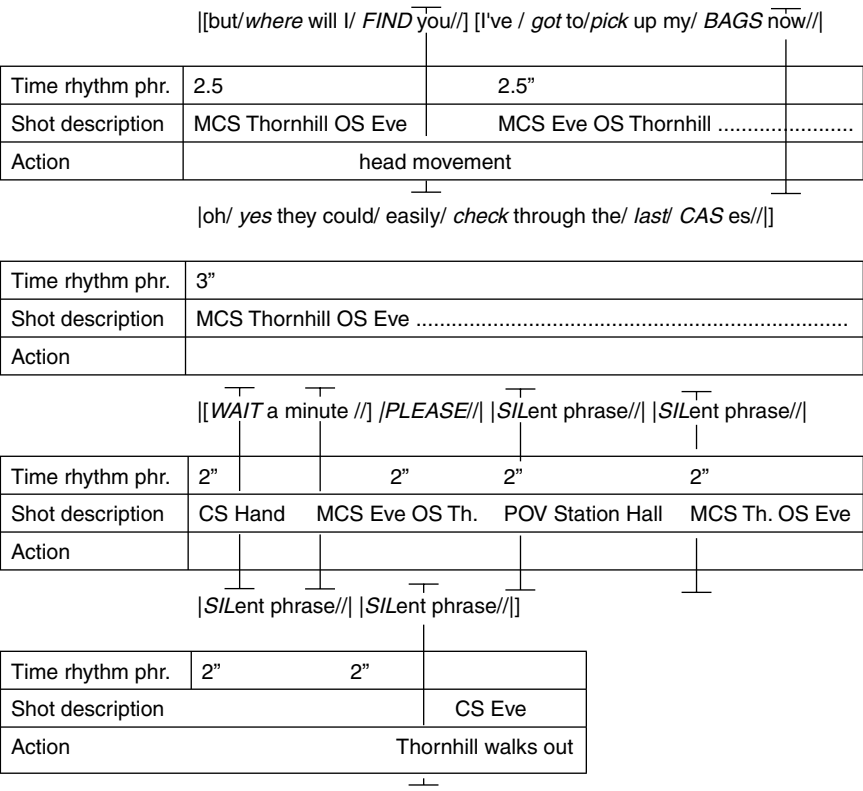 |[but/where will I/ FIND you//] [I've / got to/pick up my/ BAGS now//|
Time rhythm phr. 2.5 2.5”
Shot description MCS Thornhill OS Eve MCS Eve OS Thornhill .......................
Action head movement
|oh/ yes they could/ easily/ check through the/ last/ CAS es//|]
Time rhythm phr. 3”
Shot description MCS Thornhill OS Eve .........................................................................
Action
|[WAIT a minute //] /PLEASE//| |SILent phrase//| |SILent phrase//|
Time rhythm phr. 2” 2” 2” 2”
Shot description CS Hand MCS Eve OS Th. POV Station Hall MCS Th. OS Eve
Action
|SILent phrase//| |SILent phrase//|]
Time rhythm phr. 2” 2”
Shot description CS Eve
Action Thornhill walks out